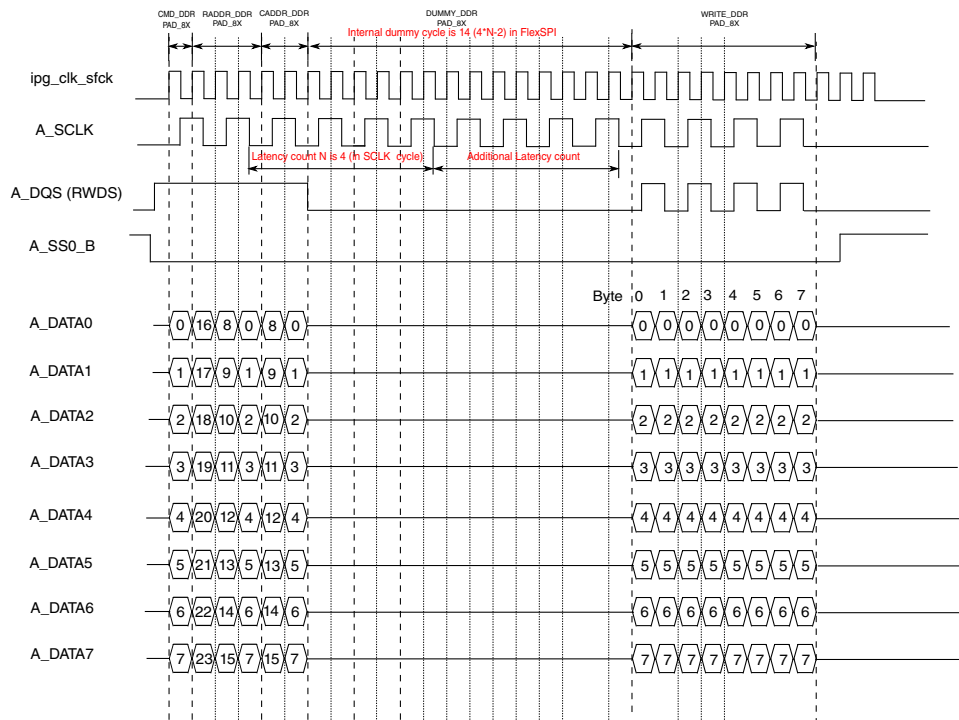 CMD_DDR RADDR_DDR CADDR_DDR DUMMY_DDR WRITE_DDR
PAD_8X PAD_8X PAD_8X PAD_8X PAD_8X
Internal dummy cycle is 14 (4*N-2) in FlexSPI
ipg_clk_sfck
A_SCLK
Latency count N is 4 (in SCLK cycle) Additional Latency count
A_DQS (RWDS)
A_SS0_B
Byte 0 1 2 3 4 5 6 7
A_DATA0 0 16 8 0 8 0 0 0 0 0 0 0 0 0
A_DATA1 1 17 9 1 9 1 1 1 1 1 1 1 1 1
A_DATA2 2 18 10 2 10 2 2 2 2 2 2 2 2 2
A_DATA3 3 19 11 3 11 3 3 3 3 3 3 3 3 3
A_DATA4 4 20 12 4 12 4 4 4 4 4 4 4 4 4
A_DATA5 5 21 13 5 13 5 5 5 5 5 5 5 5 5
A_DATA6 6 22 14 6 14 6 6 6 6 6 6 6 6 6
A_DATA7 7 23 15 7 15 7 7 7 7 7 7 7 7 7